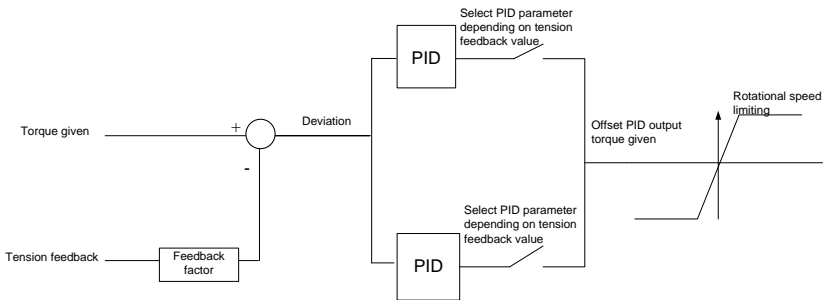 Select PID parameter
depending on tension
feedback value
PID
Rotational speed
limiting
Torque given
+
Deviation
Offset PID output
torque given
-
Select PID parameter
depending on tension
feedback value
Tension feedback
Feedback
factor
PID